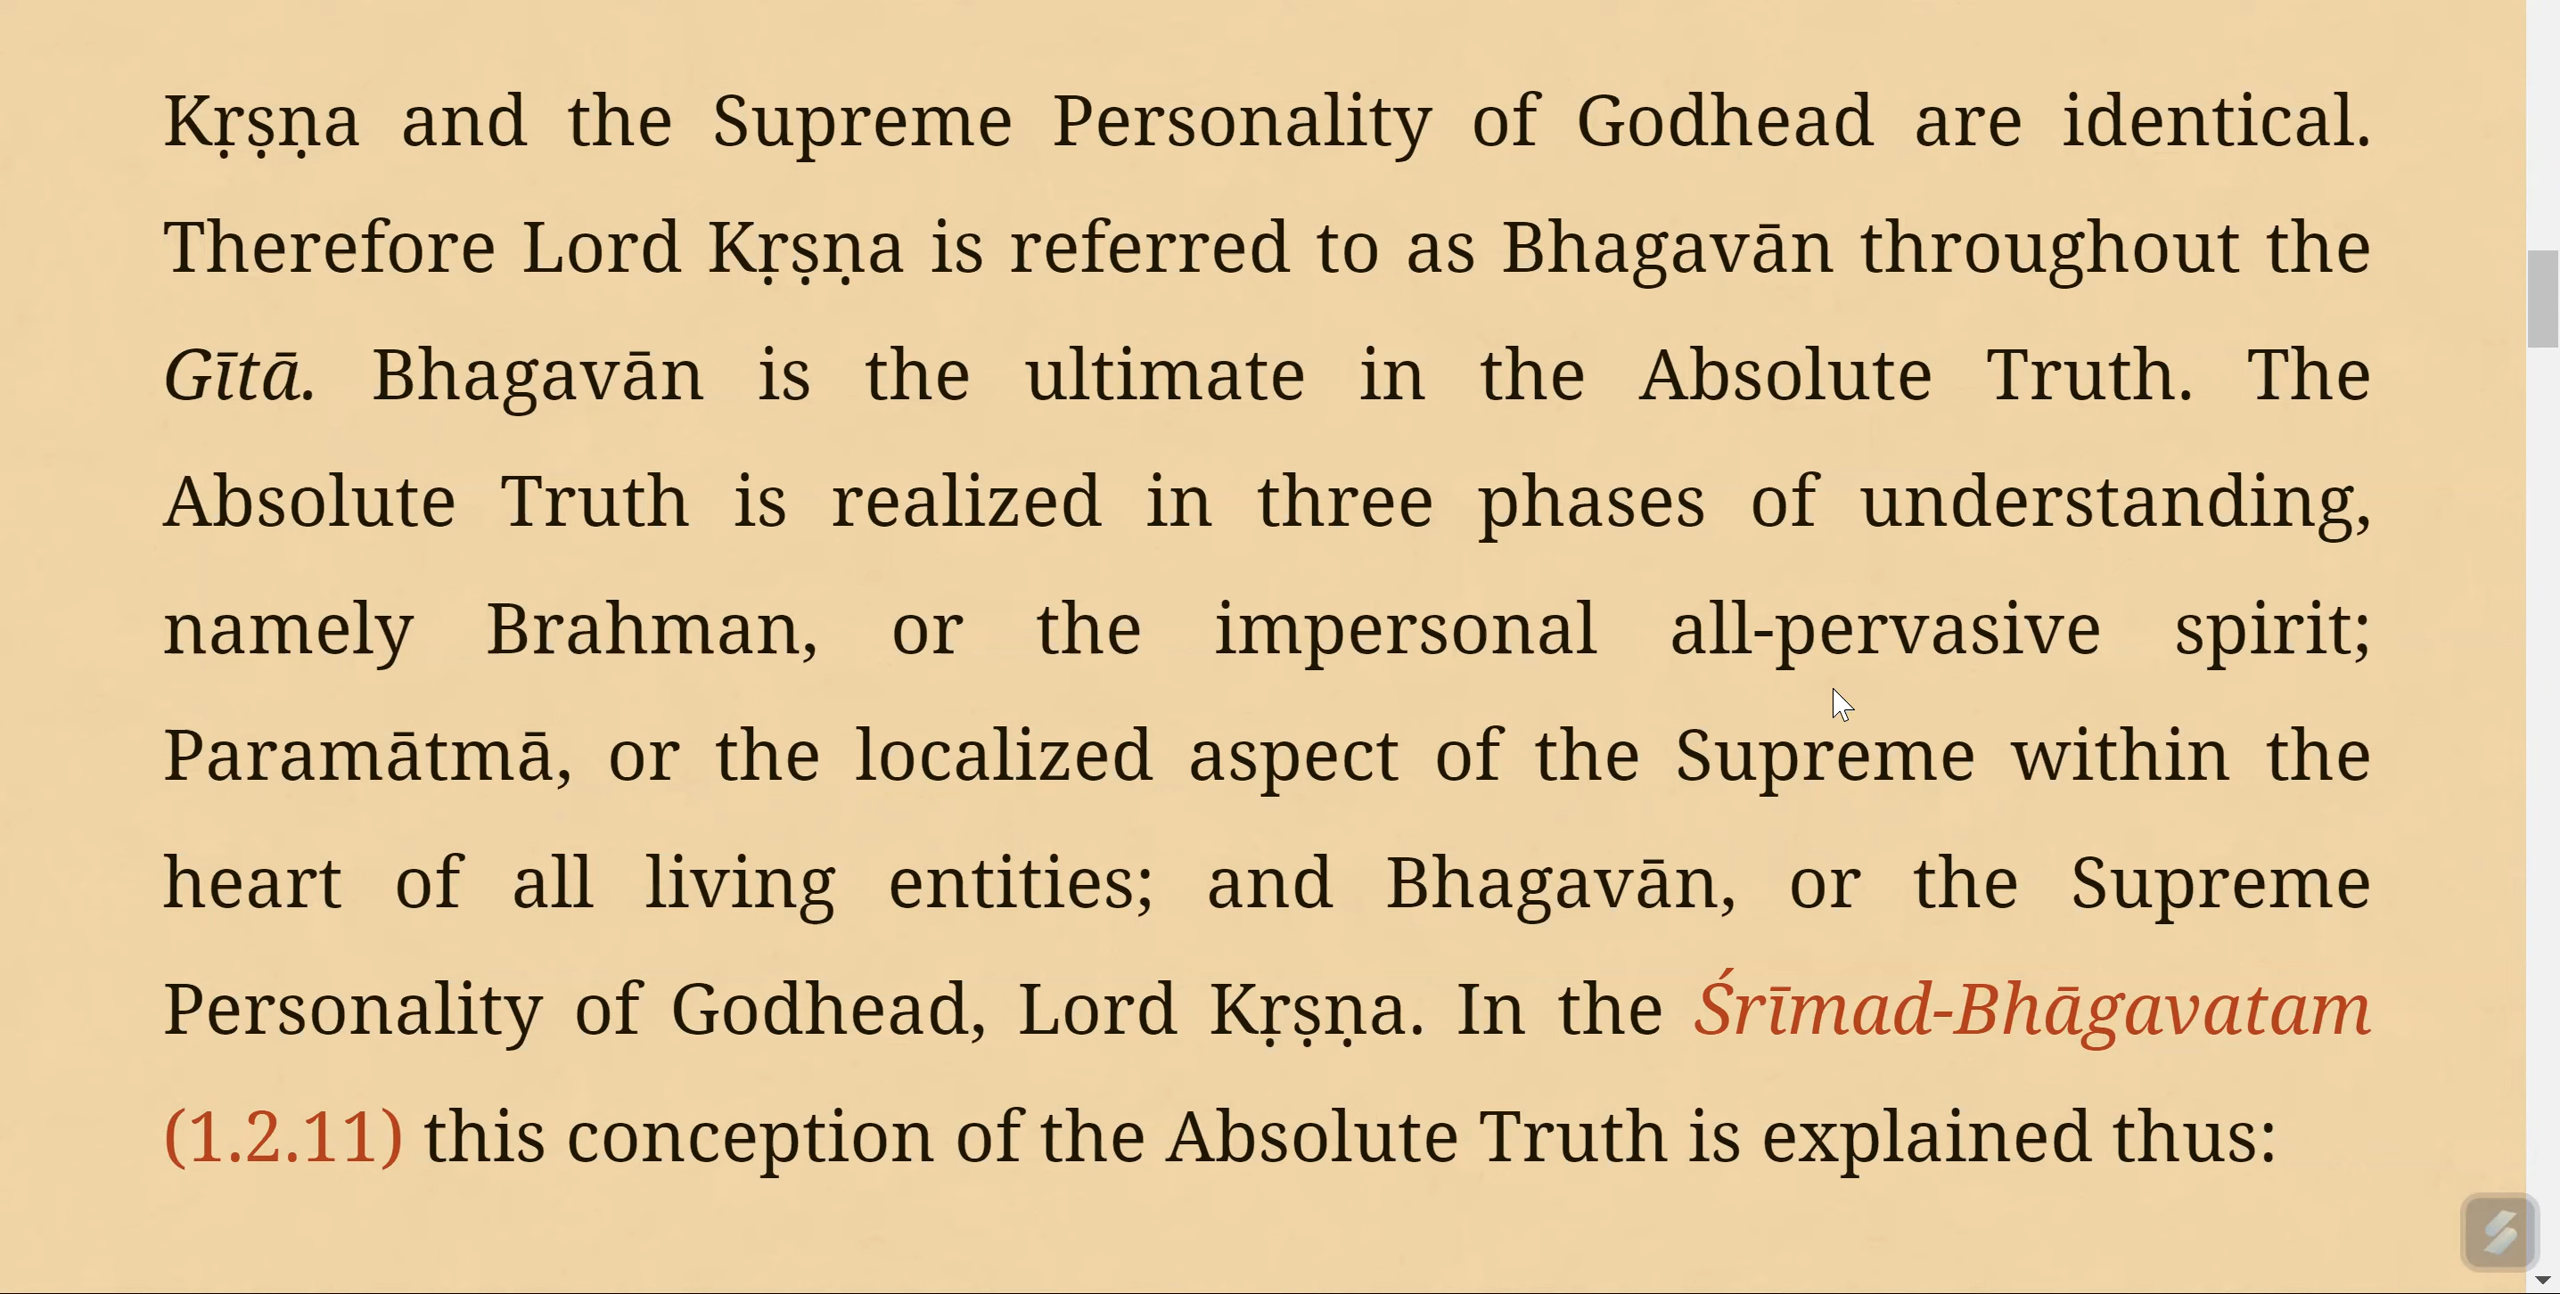 Kṛṣṇa and the Supreme Personality of Godhead are identical.
Therefore Lord Kṛṣṇa is referred to as Bhagavān throughout the
Gītā. Bhagavān is the ultimate in the Absolute Truth. The
Absolute Truth is realized in three phases of understanding,
namely Brahman, or the impersonal all-pervasive spirit;
Paramātmā, or the localized aspect of the Supreme within the
heart of all living entities; and Bhagavān, or the Supreme
Personality of Godhead, Lord Kṛṣṇa. In the Śrīmad-Bhāgavatam
(1.2.11) this conception of the Absolute Truth is explained thus: